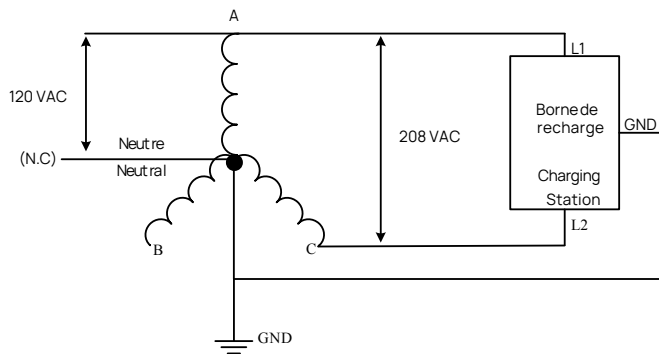 A
L1
120 VAC
Borne de
recharge
GND
208 VAC
Neutre
(N.C)
Neutral
Charging
Station
B
C
L2
GND